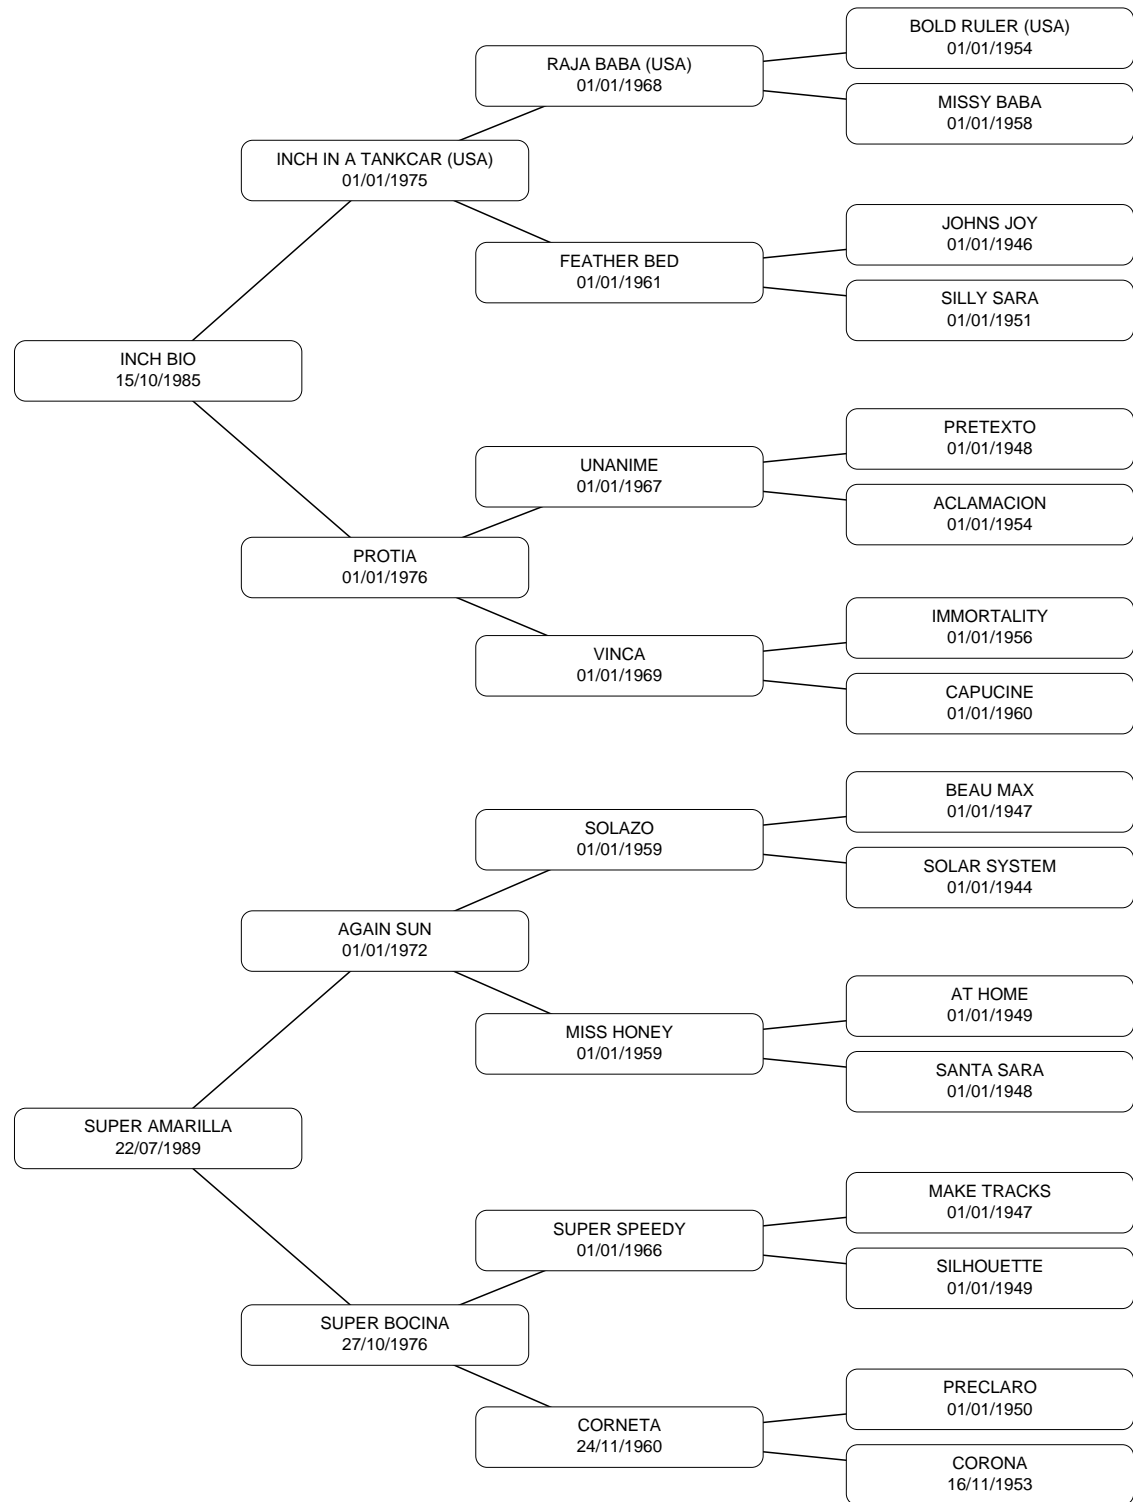 BOLD RULER (USA)
01/01/1954
RAJA BABA (USA)
01/01/1968
MISSY BABA
01/01/1958
INCH IN A TANKCAR (USA)
01/01/1975
JOHNS JOY
01/01/1946
FEATHER BED
01/01/1961
SILLY SARA
01/01/1951
INCH BIO
15/10/1985
PRETEXTO
01/01/1948
UNANIME
01/01/1967
ACLAMACION
01/01/1954
PROTIA
01/01/1976
IMMORTALITY
01/01/1956
VINCA
01/01/1969
CAPUCINE
01/01/1960
BEAU MAX
01/01/1947
SOLAZO
01/01/1959
SOLAR SYSTEM
01/01/1944
AGAIN SUN
01/01/1972
AT HOME
01/01/1949
MISS HONEY
01/01/1959
SANTA SARA
01/01/1948
SUPER AMARILLA
22/07/1989
MAKE TRACKS
01/01/1947
SUPER SPEEDY
01/01/1966
SILHOUETTE
01/01/1949
SUPER BOCINA
27/10/1976
PRECLARO
01/01/1950
CORNETA
24/11/1960
CORONA
16/11/1953